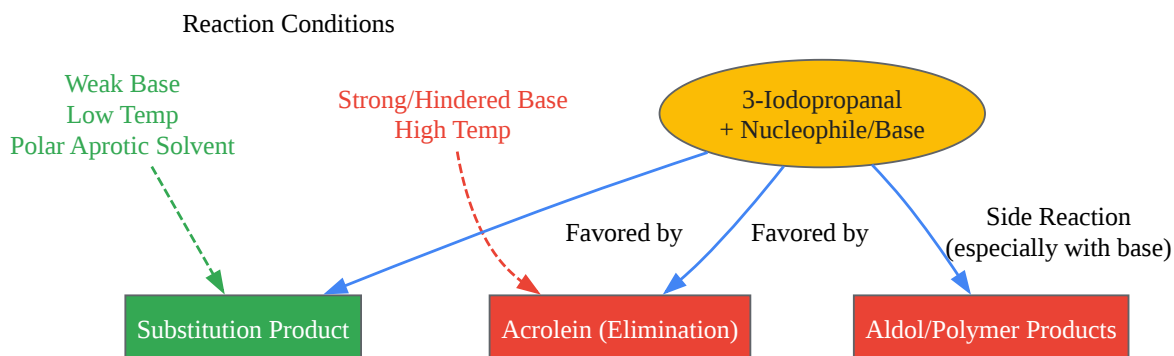 Reaction Conditions
Weak Base
Low Temp
Polar Aprotic Solvent
Strong/Hindered Base
High Temp
3-Iodopropanal
+ Nucleophile/Base
Favored by
Favored by
Side Reaction
(especially with base)
Substitution Product
Acrolein (Elimination)
Aldol/Polymer Products